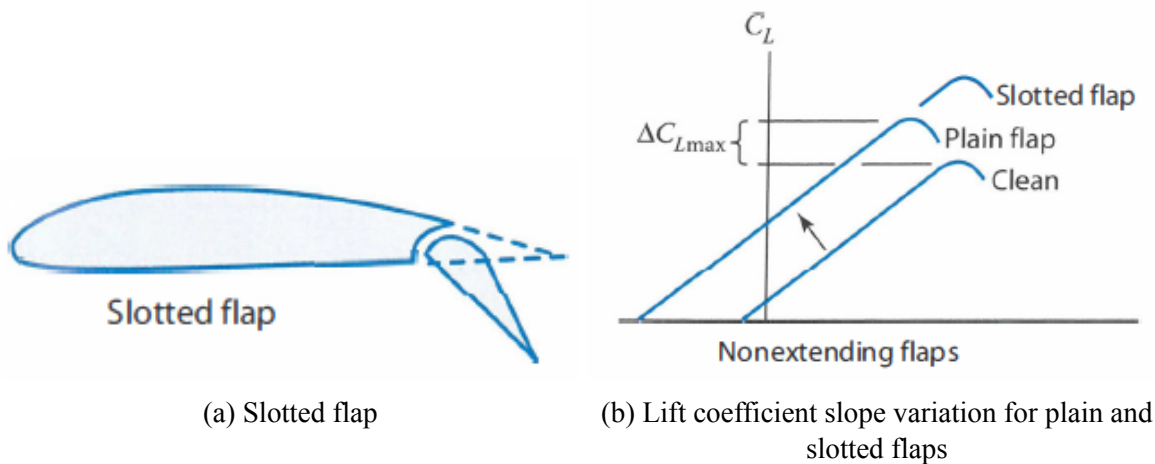 Slotted flap
(a) Slotted flap
C_L
Slotted flap
ΔC_Lmax
Plain flap
Clean
Nonextending flaps
(b) Lift coefficient slope variation for plain and
slotted flaps